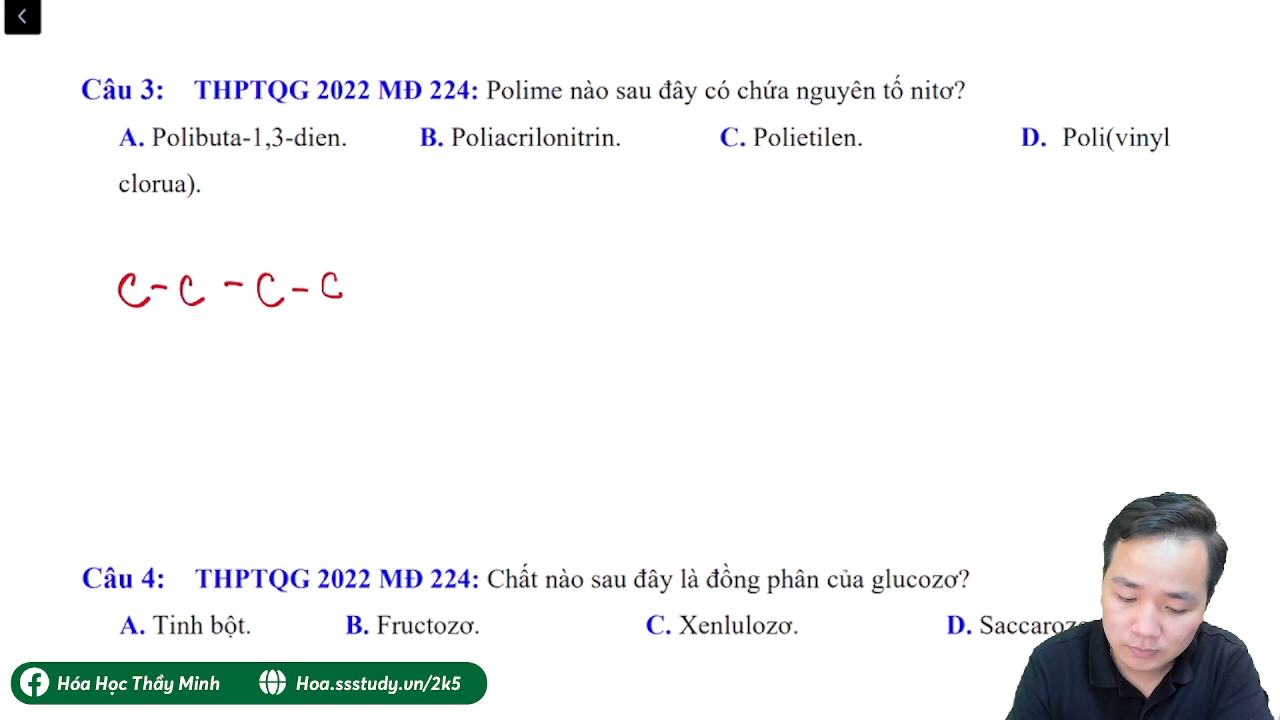 Câu 3: THPTQG 2022 MĐ 224: Polime nào sau đây có chứa nguyên tố nitơ?
A. Polibuta-1,3-dien. B. Poliacrilonitrin. C. Polietilen. D. Poli(vinyl
clorua).
C - C - C - C
Câu 4: THPTQG 2022 MĐ 224: Chất nào sau đây là đồng phân của glucozơ?
A. Tinh bột. B. Fructozơ. C. Xenlulozơ. D.
Hóa Học Thầy Minh Hoa.ssstudy.vn/2k5